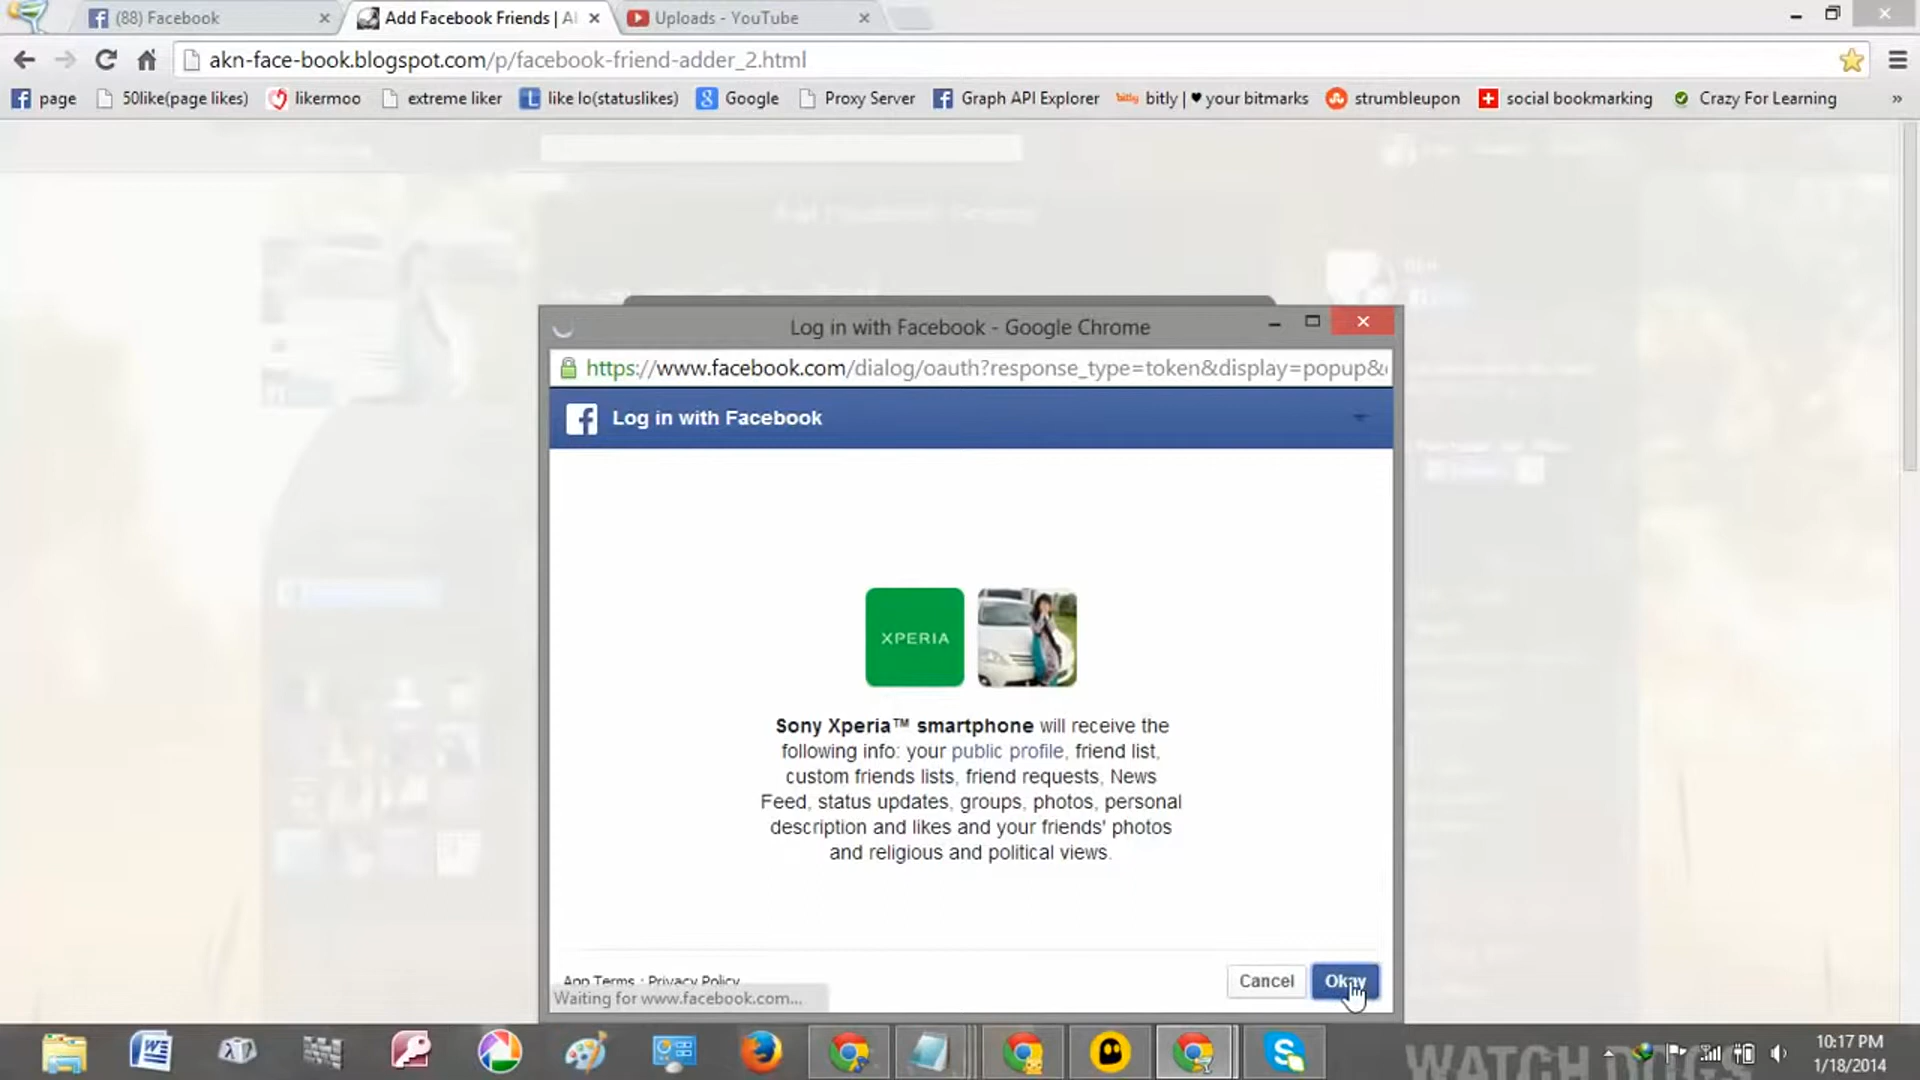 (88) Facebook
Add Facebook Friends | Al
Uploads - YouTube
akn-face-book.blogspot.com/p/facebook-friend-adder_2.html
page
50like(page likes)
likermoo
extreme liker
like lo(statuslikes)
Google
Proxy Server
Graph API Explorer
bitly bitly | ♥ your bitmarks
strumbleupon
social bookmarking
Crazy For Learning
»
Log in with Facebook - Google Chrome
https://www.facebook.com/dialog/oauth?response_type=token&display=popup&
Log in with Facebook
XPERIA
Sony Xperia™ smartphone will receive the
following info: your public profile, friend list,
custom friends lists, friend requests, News
Feed, status updates, groups, photos, personal
description and likes and your friends' photos
and religious and political views.
App Terms · Privacy Policy
Cancel
Okay
Waiting for www.facebook.com...
10:17 PM
1/18/2014
WATCH DOGS